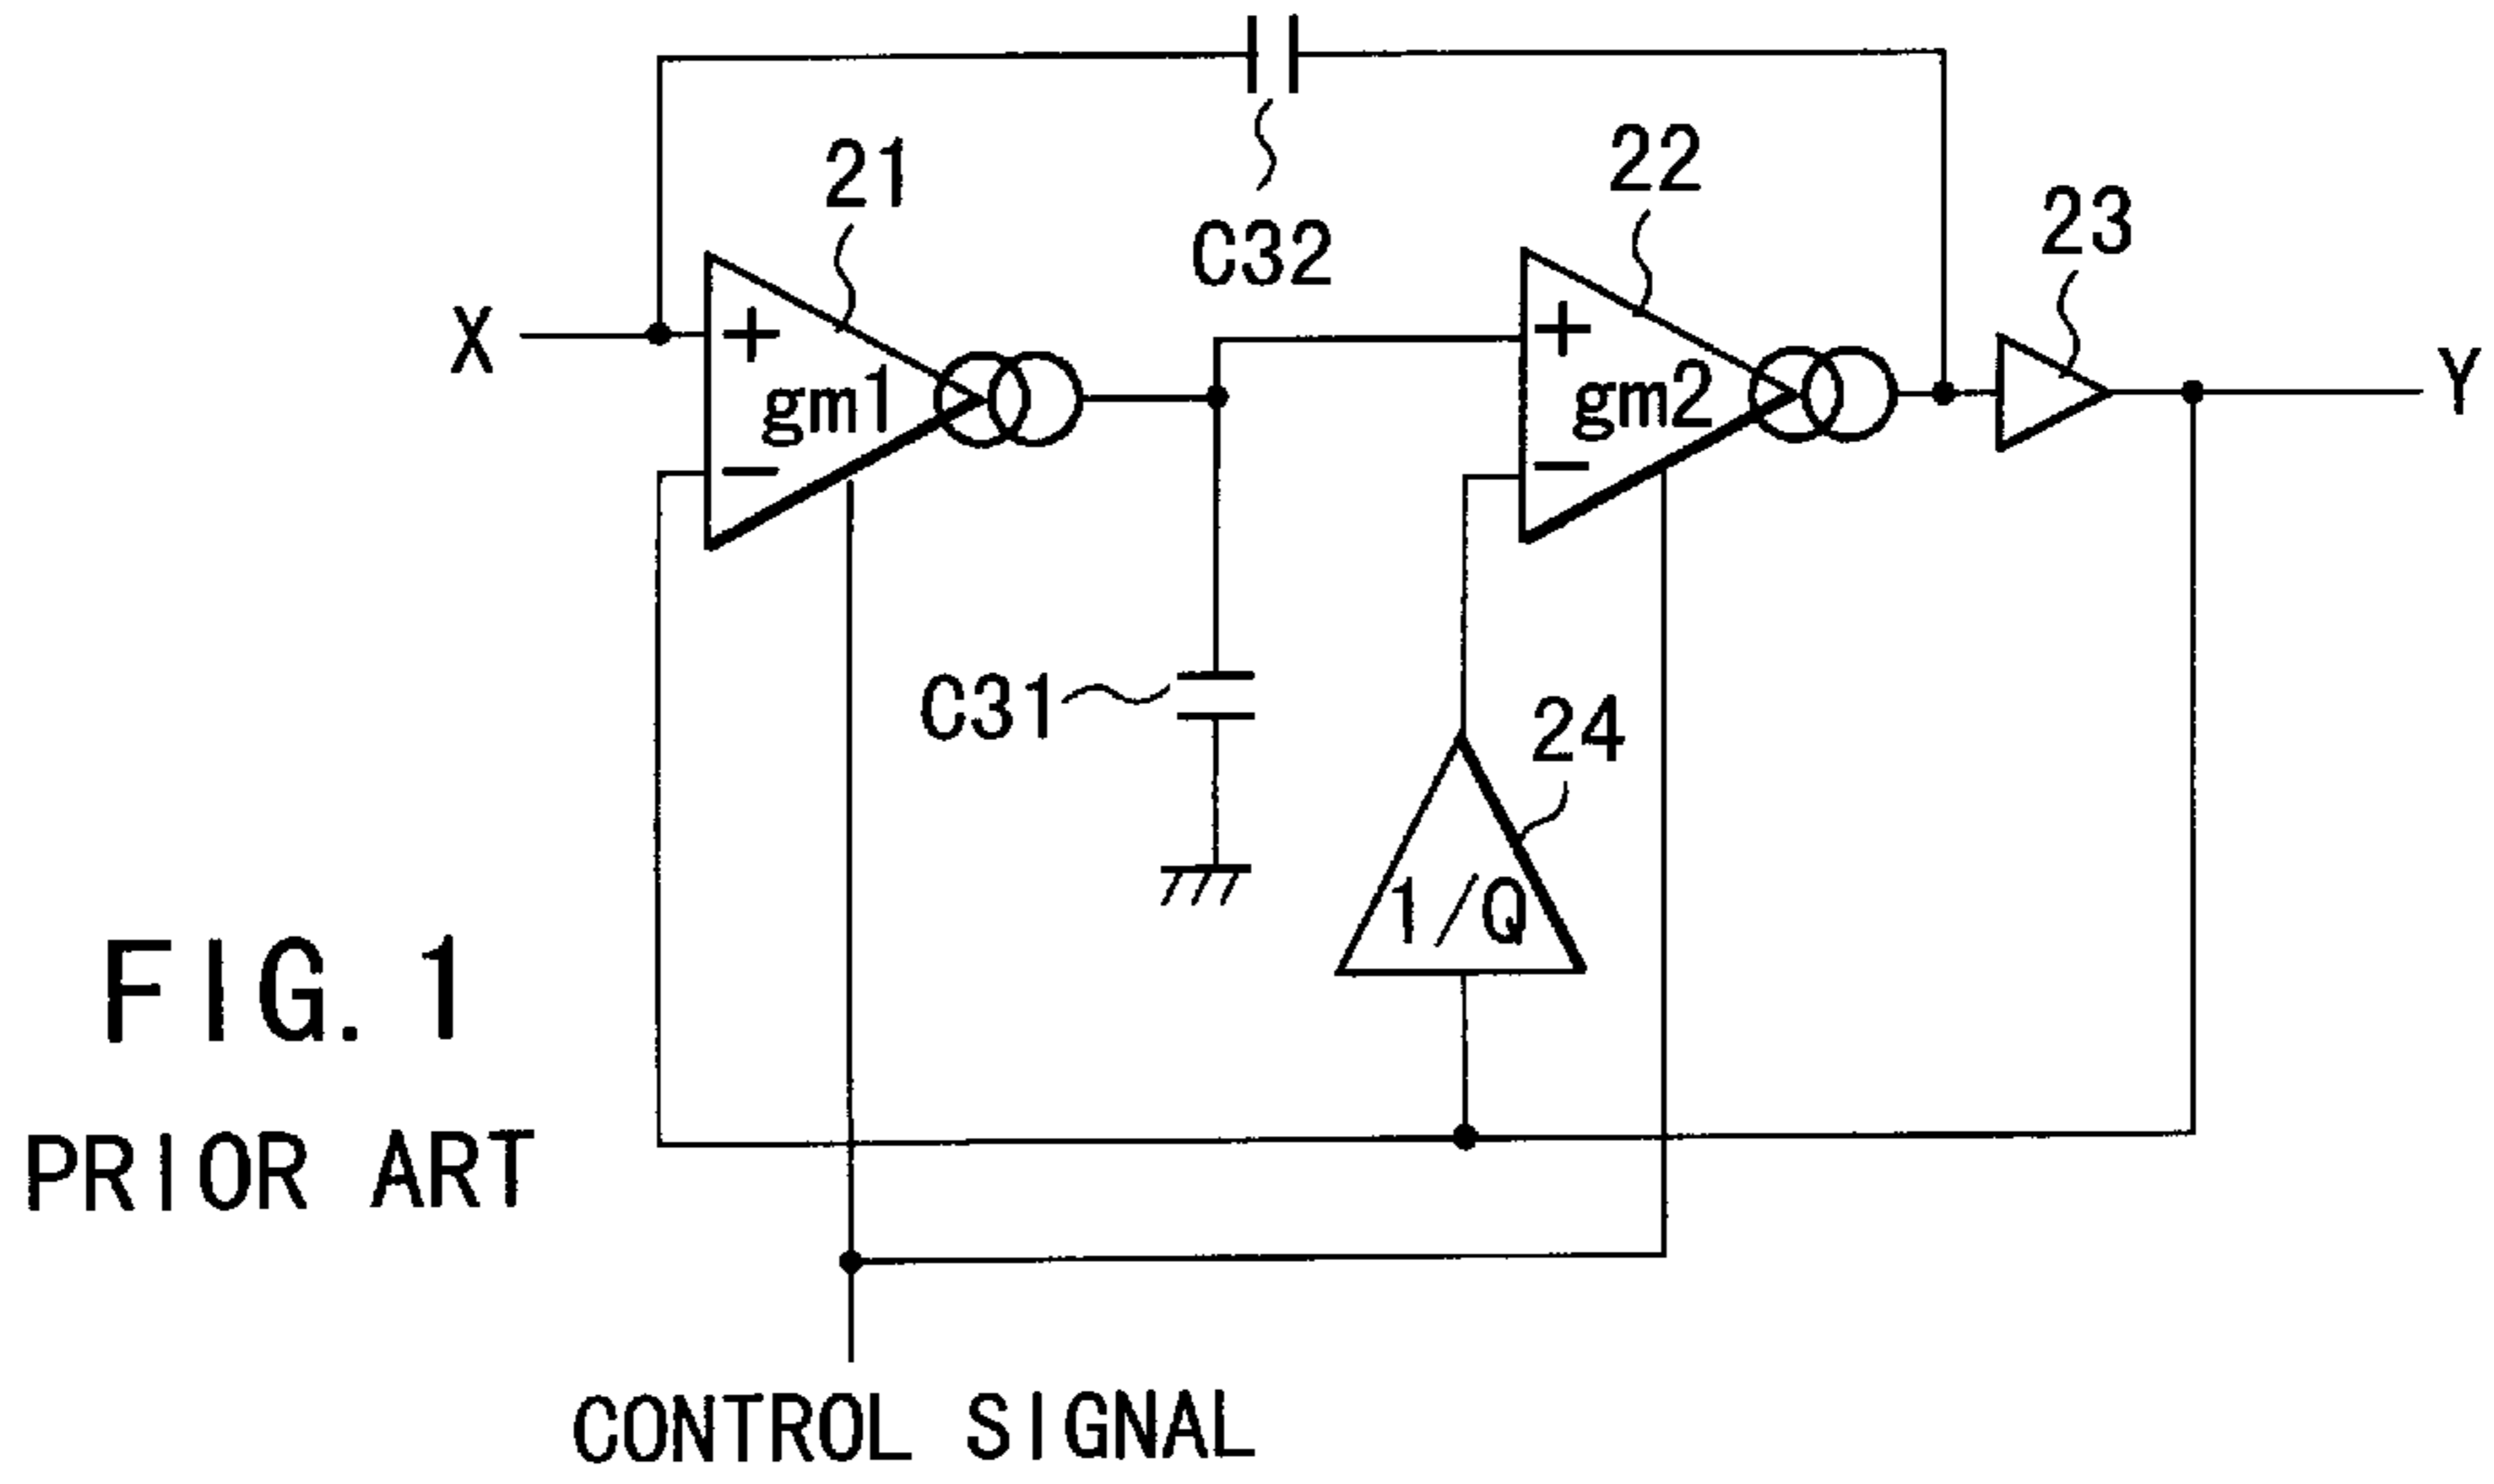 C32
21
22
23
X
+
gm1
−
+
gm2
−
Y
C31
24
1/Q
FIG. 1
PRIOR ART
CONTROL SIGNAL